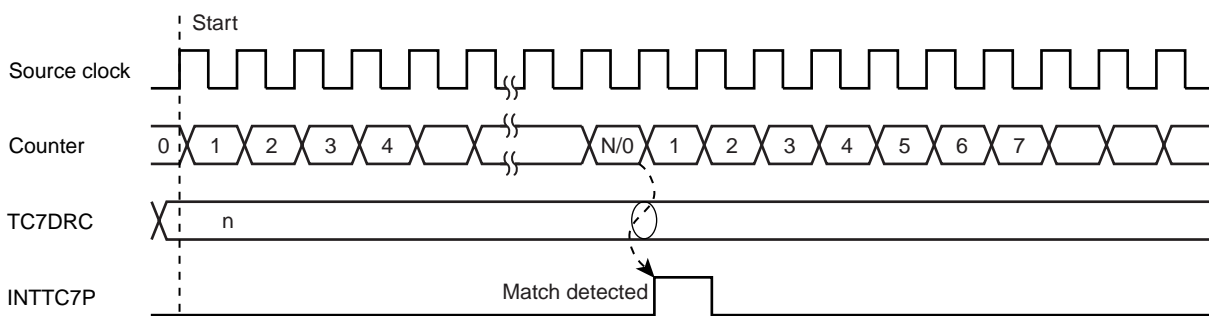 Start
Source clock
Counter 0 1 2 3 4 N/0 1 2 3 4 5 6 7
TC7DRC n
Match detected
INTTC7P